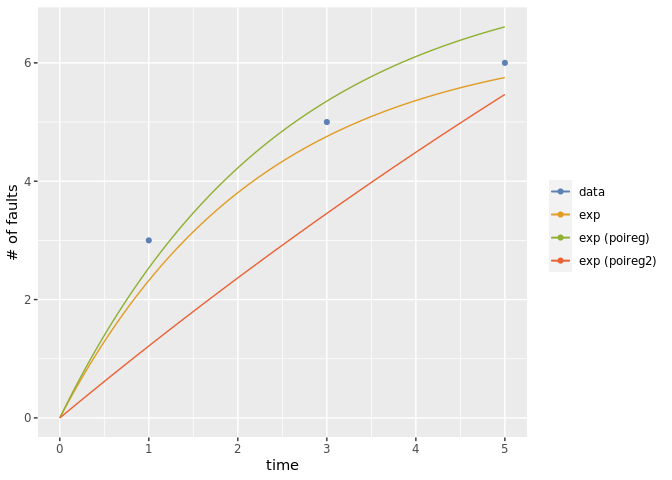 # of faults
6
4
2
0
0 1 2 3 4 5
time
data
exp
exp (poireg)
exp (poireg2)